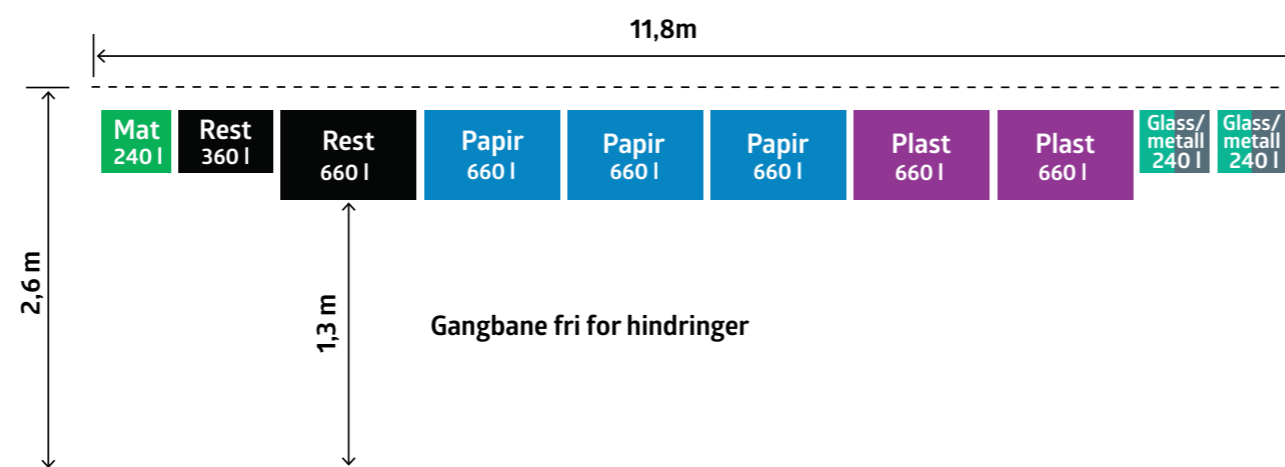 11,8m
Mat
240 l
Rest
360 l
Rest
660 l
Papir
660 l
Papir
660 l
Papir
660 l
Plast
660 l
Plast
660 l
Glass/
metall
240 l
Glass/
metall
240 l
2,6 m
1,3 m
Gangbane fri for hindringer